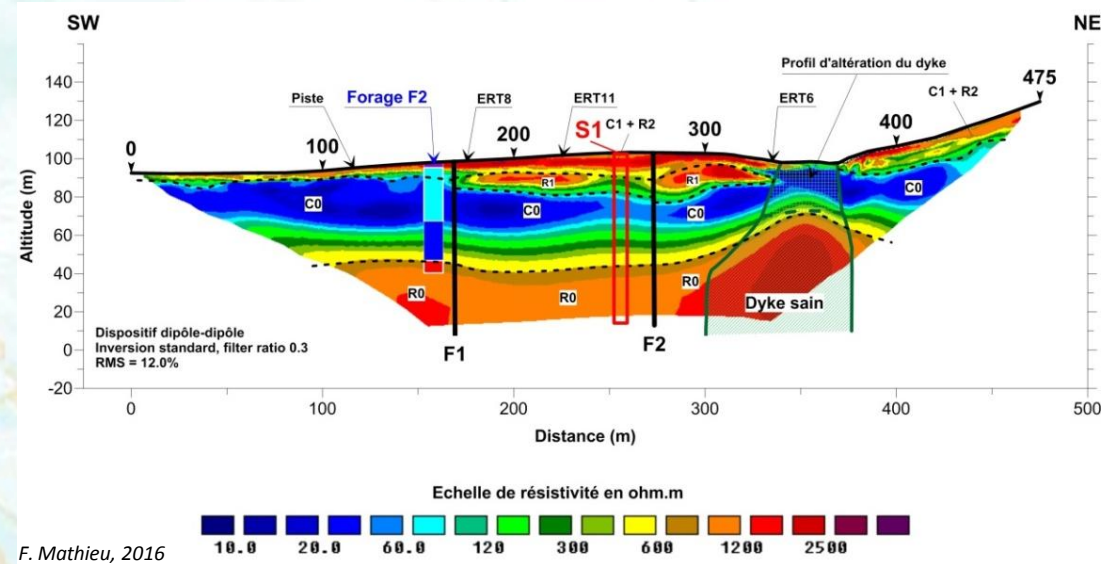 SW
NE
Profil d'altération du dyke
475
C1 + R2
Piste
Forage F2
ERT8
ERT11
C1 + R2
ERT6
0
100
200
S1
300
400
Altitude (m)
140
120
100
80
60
40
20
0
-20
R1
R1
C0
C0
C0
C0
R0
R0
R0
Dyke sain
Dispositif dipôle-dipôle
Inversion standard, filter ratio 0.3
RMS = 12.0%
F1
F2
0
100
200
300
400
500
Distance (m)
Echelle de résistivité en ohm.m
10.0 20.0 60.0 120 300 600 1200 2500
F. Mathieu, 2016